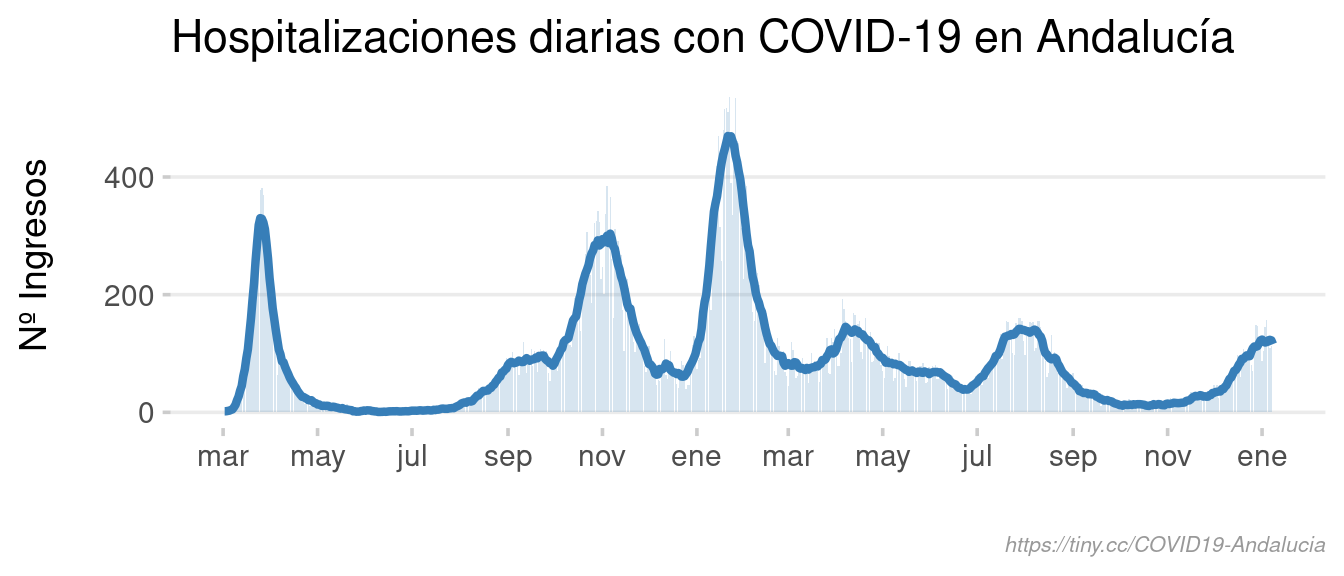 Hospitalizaciones diarias con COVID-19 en Andalucía
Nº Ingresos
400
200
0
mar may jul sep nov ene mar may jul sep nov ene
https://tiny.cc/COVID19-Andalucia